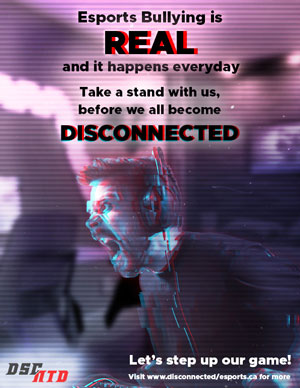 Esports Bullying is
REAL
and it happens everyday
Take a stand with us,
before we all become
DISCONNECTED
DSC
NTD
Let's step up our game!
Visit www.disconnected/esports.ca for more